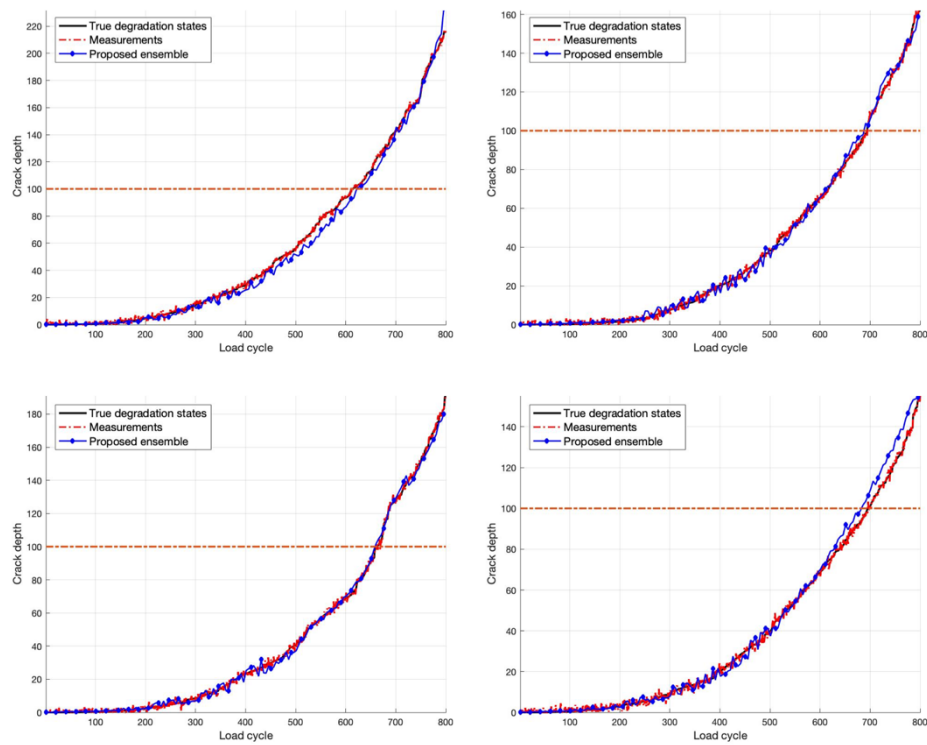 220
200
180
160
140
120
100
80
60
40
20
0
Crack depth
True degradation states
Measurements
Proposed ensemble
100 200 300 400 500 600 700 800
Load cycle
160
140
120
100
80
60
40
20
0
Crack depth
True degradation states
Measurements
Proposed ensemble
100 200 300 400 500 600 700 800
Load cycle
180
160
140
120
100
80
60
40
20
0
Crack depth
True degradation states
Measurements
Proposed ensemble
100 200 300 400 500 600 700 800
Load cycle
140
120
100
80
60
40
20
0
Crack depth
True degradation states
Measurements
Proposed ensemble
100 200 300 400 500 600 700 800
Load cycle